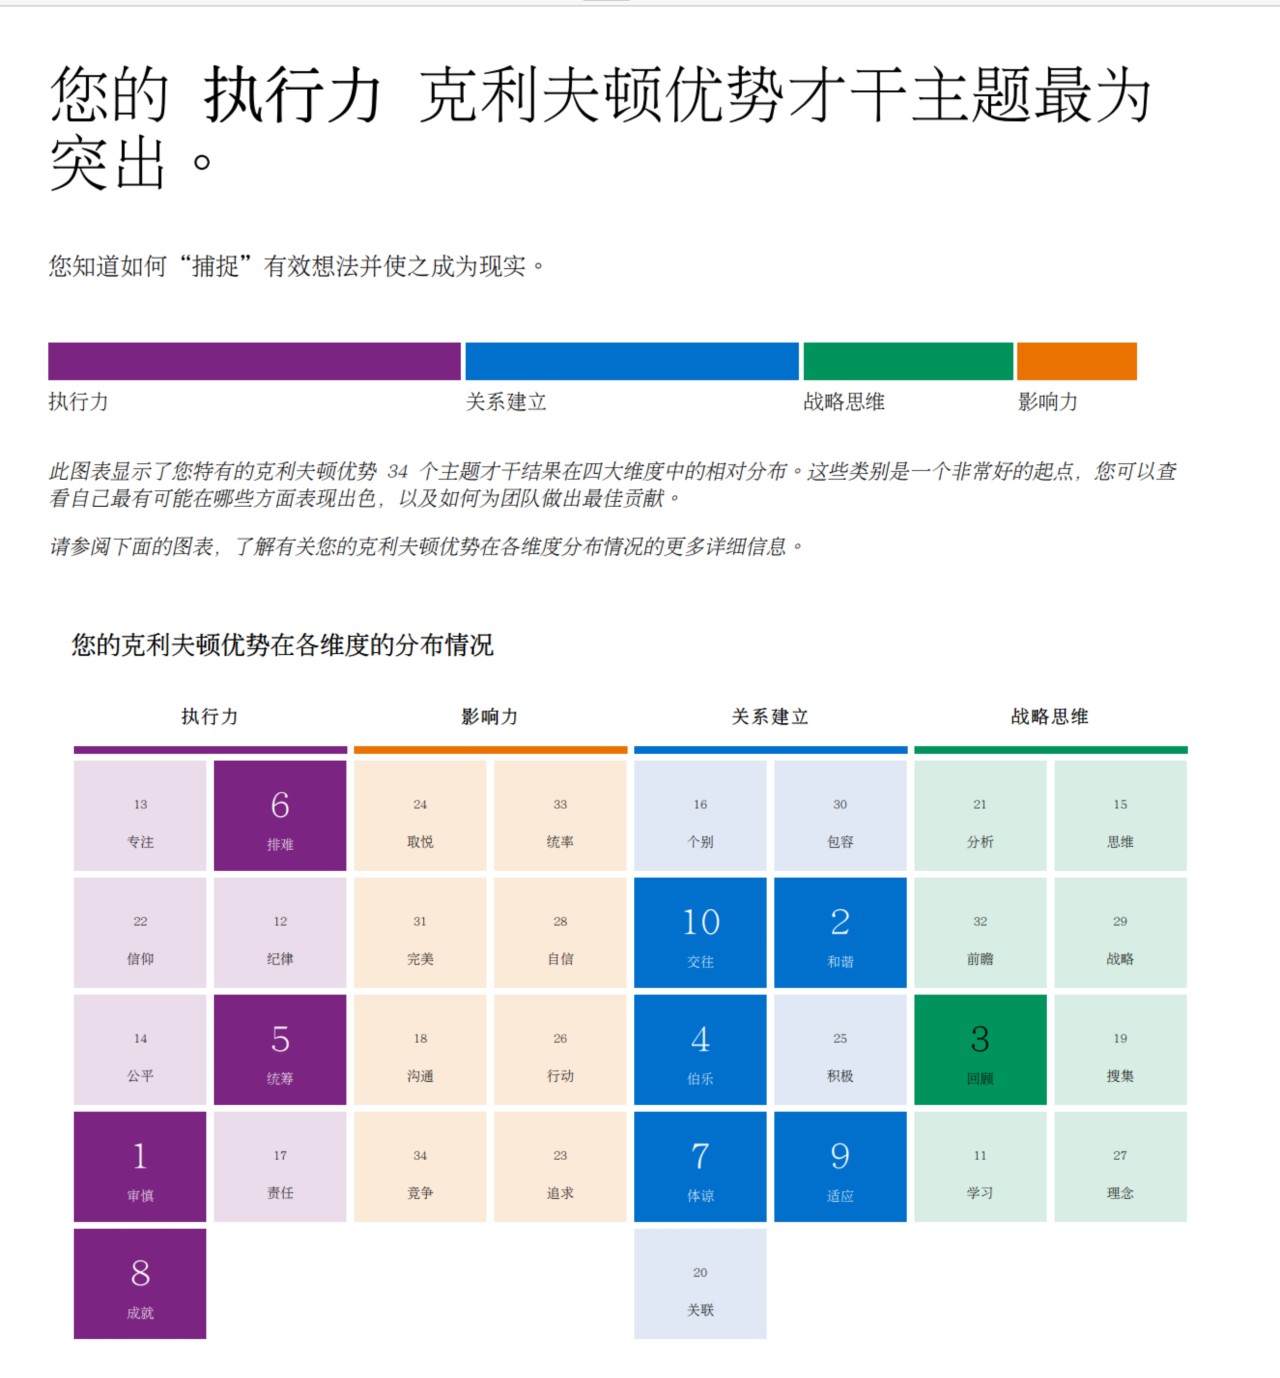 您的 执行力 克利夫顿优势才干主题最为
突出。
您知道如何“捕捉”有效想法并使之成为现实。
执行力
关系建立
战略思维
影响力
此图表显示了您特有的克利夫顿优势 34 个主题才干结果在四大维度中的相对分布。这些类别是一个非常好的起点，您可以查
看自己最有可能在哪些方面表现出色，以及如何为团队做出最佳贡献。
请参阅下面的图表，了解有关您的克利夫顿优势在各维度分布情况的更多详细信息。
您的克利夫顿优势在各维度的分布情况
执行力 影响力 关系建立 战略思维
13 6 24 33 16 30 21 15
专注 排难 取悦 统率 个别 包容 分析 思维
22 12 31 28 10 2 32 29
信仰 纪律 完美 自信 交往 和谐 前瞻 战略
14 5 18 26 4 25 3 19
公平 统筹 沟通 行动 伯乐 积极 回顾 搜集
1 17 34 23 7 9 11 27
审慎 责任 竞争 追求 体谅 适应 学习 理念
8 20
成就 关联